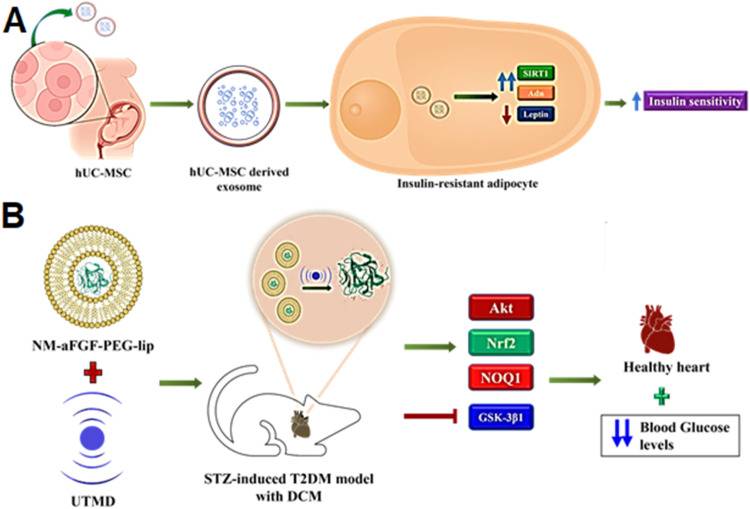 A
SIRT1
Adn
Leptin
Insulin sensitivity
hUC-MSC
hUC-MSC derived
exosome
Insulin-resistant adipocyte
B
NM-aFGF-PEG-lip
UTMD
STZ-induced T2DM model
with DCM
Akt
Nrf2
NOQ1
GSK-3β1
Healthy heart
Blood Glucose
levels